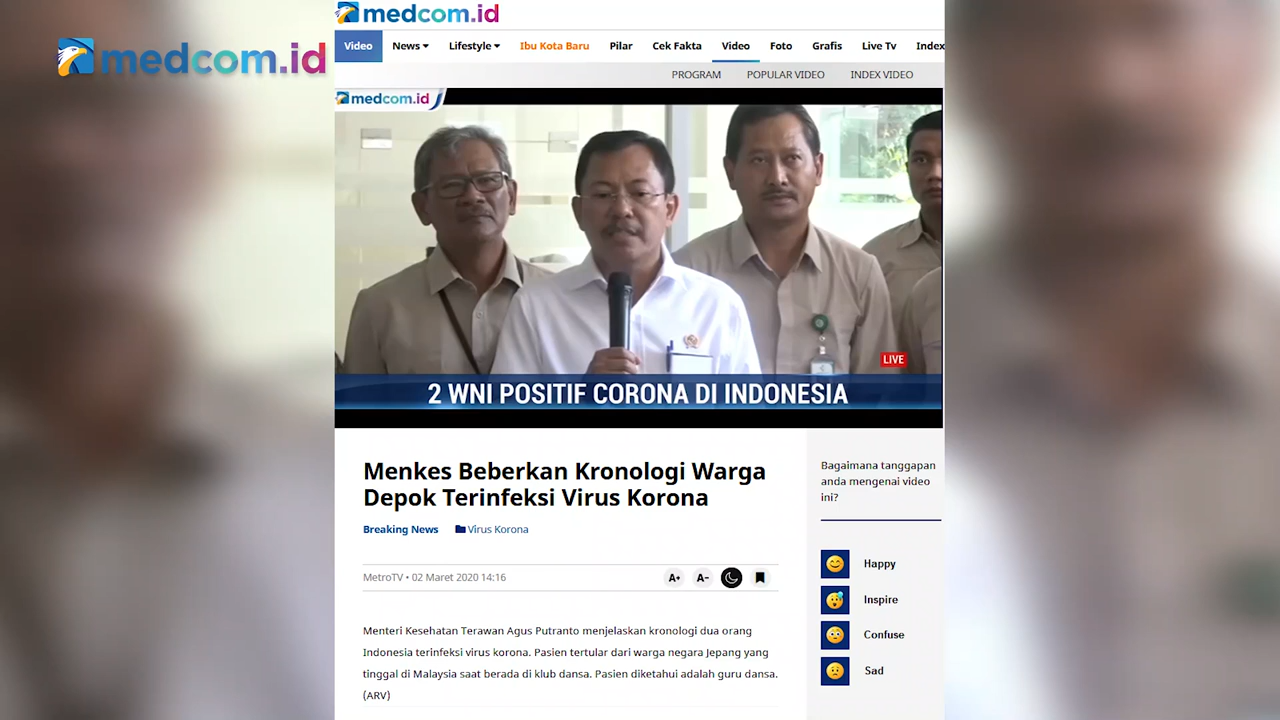 medcom.id
medcom.id
Video News Lifestyle Ibu Kota Baru Pilar Cek Fakta Video Foto Grafis Live Tv Index
PROGRAM POPULAR VIDEO INDEX VIDEO
medcom.id
LIVE
2 WNI POSITIF CORONA DI INDONESIA
Menkes Beberkan Kronologi Warga
Depok Terinfeksi Virus Korona
Breaking News Virus Korona
MetroTV • 02 Maret 2020 14:16
A+ A-
Menteri Kesehatan Terawan Agus Putranto menjelaskan kronologi dua orang
Indonesia terinfeksi virus korona. Pasien tertular dari warga negara Jepang yang
tinggal di Malaysia saat berada di klub dansa. Pasien diketahui adalah guru dansa.
(ARV)
Bagaimana tanggapan
anda mengenai video
ini?
Happy
Inspire
Confuse
Sad